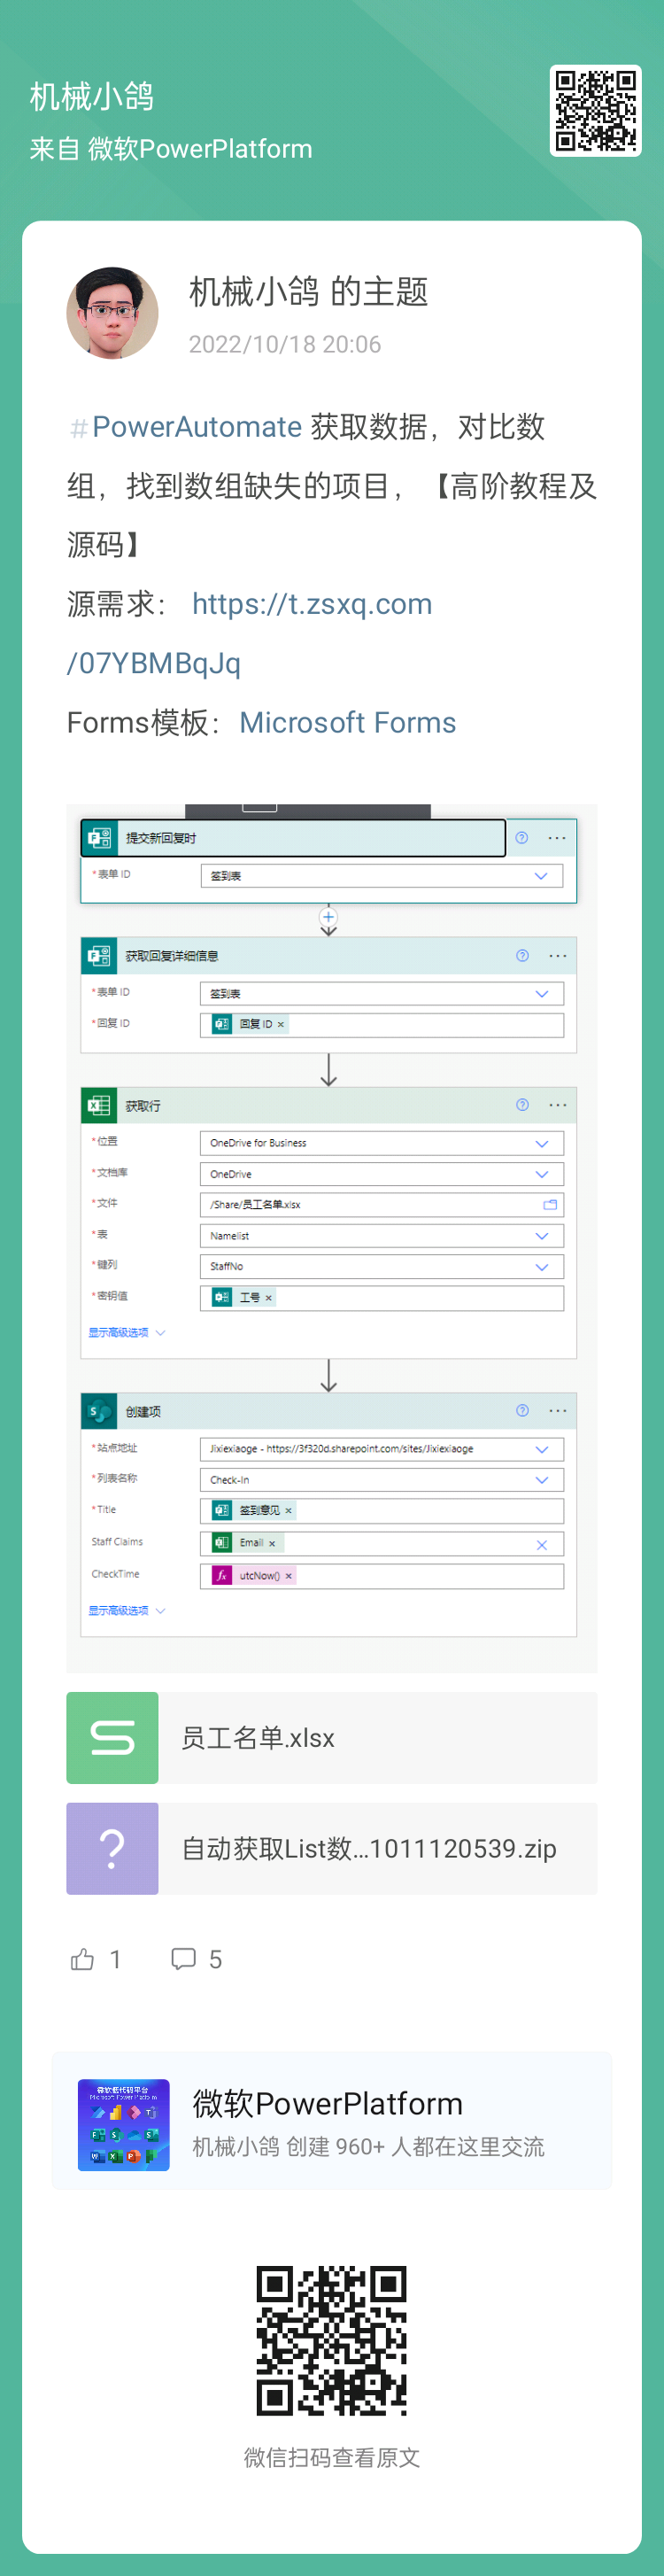 机械小鸽
来自 微软PowerPlatform
机械小鸽 的主题
2022/10/18 20:06
#PowerAutomate 获取数据，对比数
组，找到数组缺失的项目，【高阶教程及
源码】
源需求： https://t.zsxq.com
/07YBMBqJq
Forms模板：Microsoft Forms
提交新回复时
*表单 ID
签到表
获取回复详细信息
*表单 ID
签到表
*回复 ID
回复 ID ×
获取行
*位置
OneDrive for Business
*文档库
OneDrive
*文件
/Share/员工名单.xlsx
*表
Namelist
*键列
StaffNo
*密钥值
工号 ×
显示高级选项
创建项
*站点地址
Jixiexiaoge - https://3f320d.sharepoint.com/sites/Jixiexiaoge
*列表名称
Check-In
*Title
签到意见 ×
Staff Claims
Email ×
CheckTime
fx utcNow() ×
显示高级选项
员工名单.xlsx
自动获取List数...1011120539.zip
1
5
微软低代码平台
Microsoft Power Platform
微软PowerPlatform
机械小鸽 创建 960+ 人都在这里交流
微信扫码查看原文